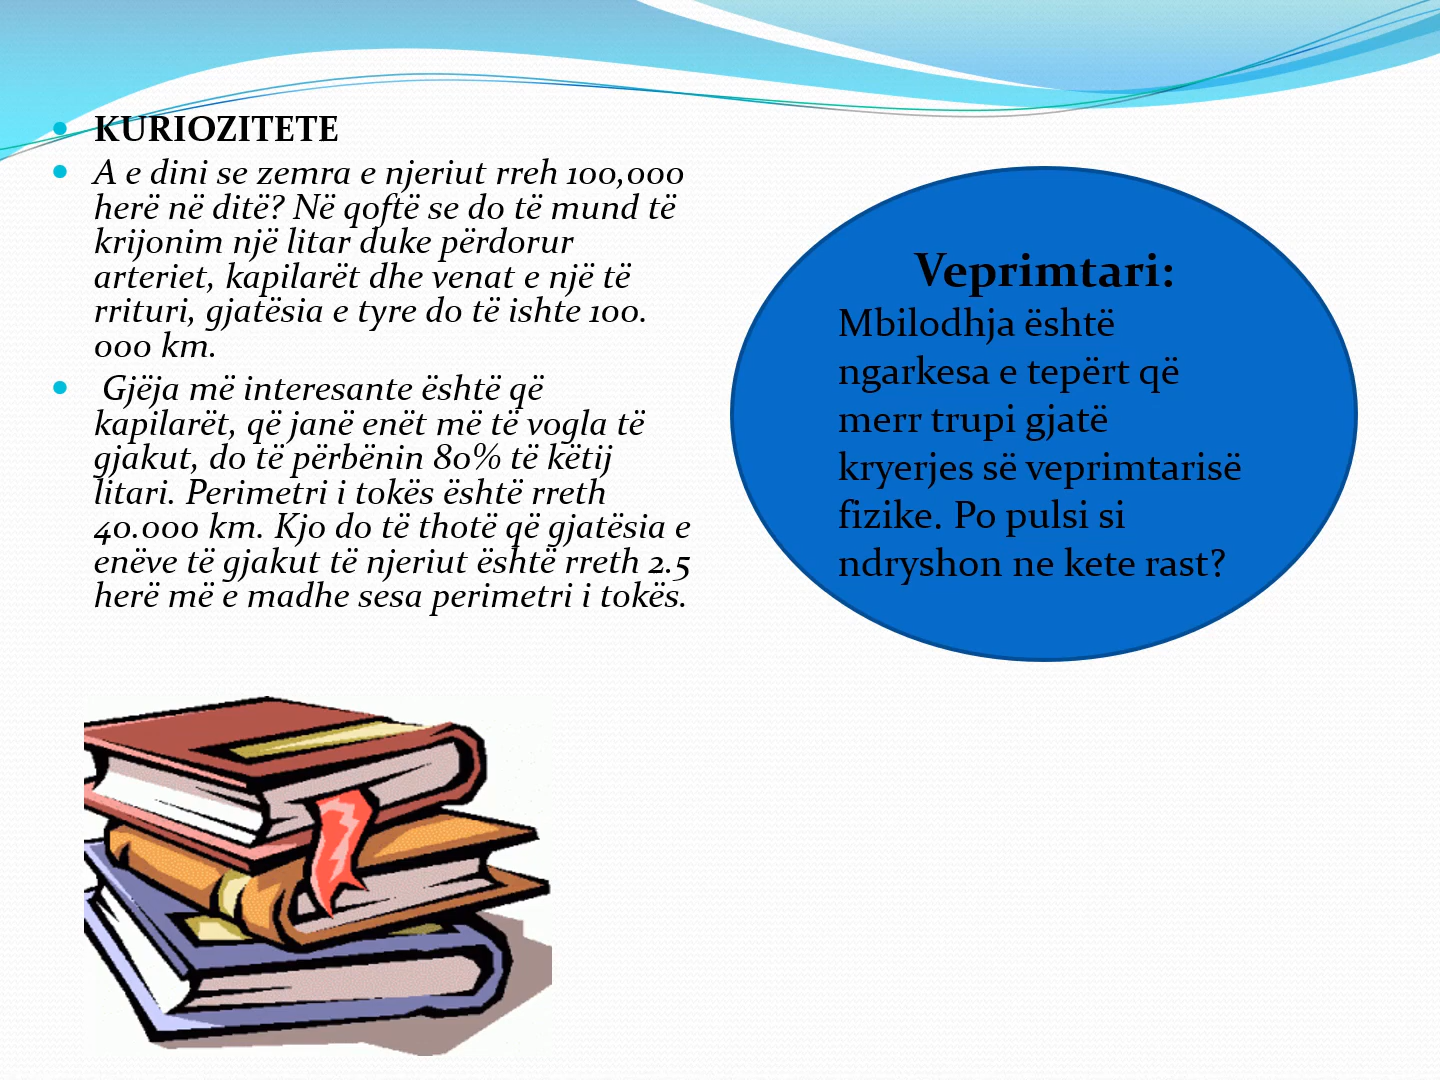 KURIOZITETE
A e dini se zemra e njeriut rreh 100,000
herë në ditë? Në qoftë se do të mund të
krijonim një litar duke përdorur
arteriet, kapilarët dhe venat e një të
rrituri, gjatësia e tyre do të ishte 100.
000 km.
Gjëja më interesante është që
kapilarët, që janë enët më të vogla të
gjakut, do të përbënin 80% të këtij
litari. Perimetri i tokës është rreth
40.000 km. Kjo do të thotë që gjatësia e
enëve të gjakut të njeriut është rreth 2.5
herë më e madhe sesa perimetri i tokës.
Veprimtari:
Mbilodhja është
ngarkesa e tepërt që
merr trupi gjatë
kryerjes së veprimtarisë
fizike. Po pulsi si
ndryshon ne kete rast?